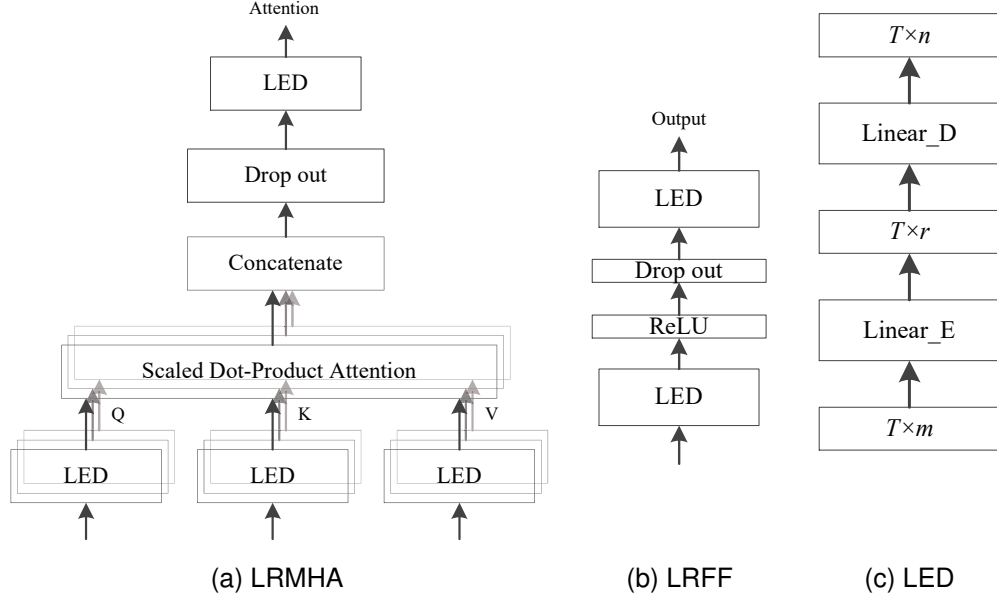 Attention
LED
Drop out
Concatenate
Scaled Dot-Product Attention
Q K V
LED LED LED
(a) LRMHA
Output
LED
Drop out
ReLU
LED
(b) LRFF
T×n
Linear_D
T×r
Linear_E
T×m
(c) LED